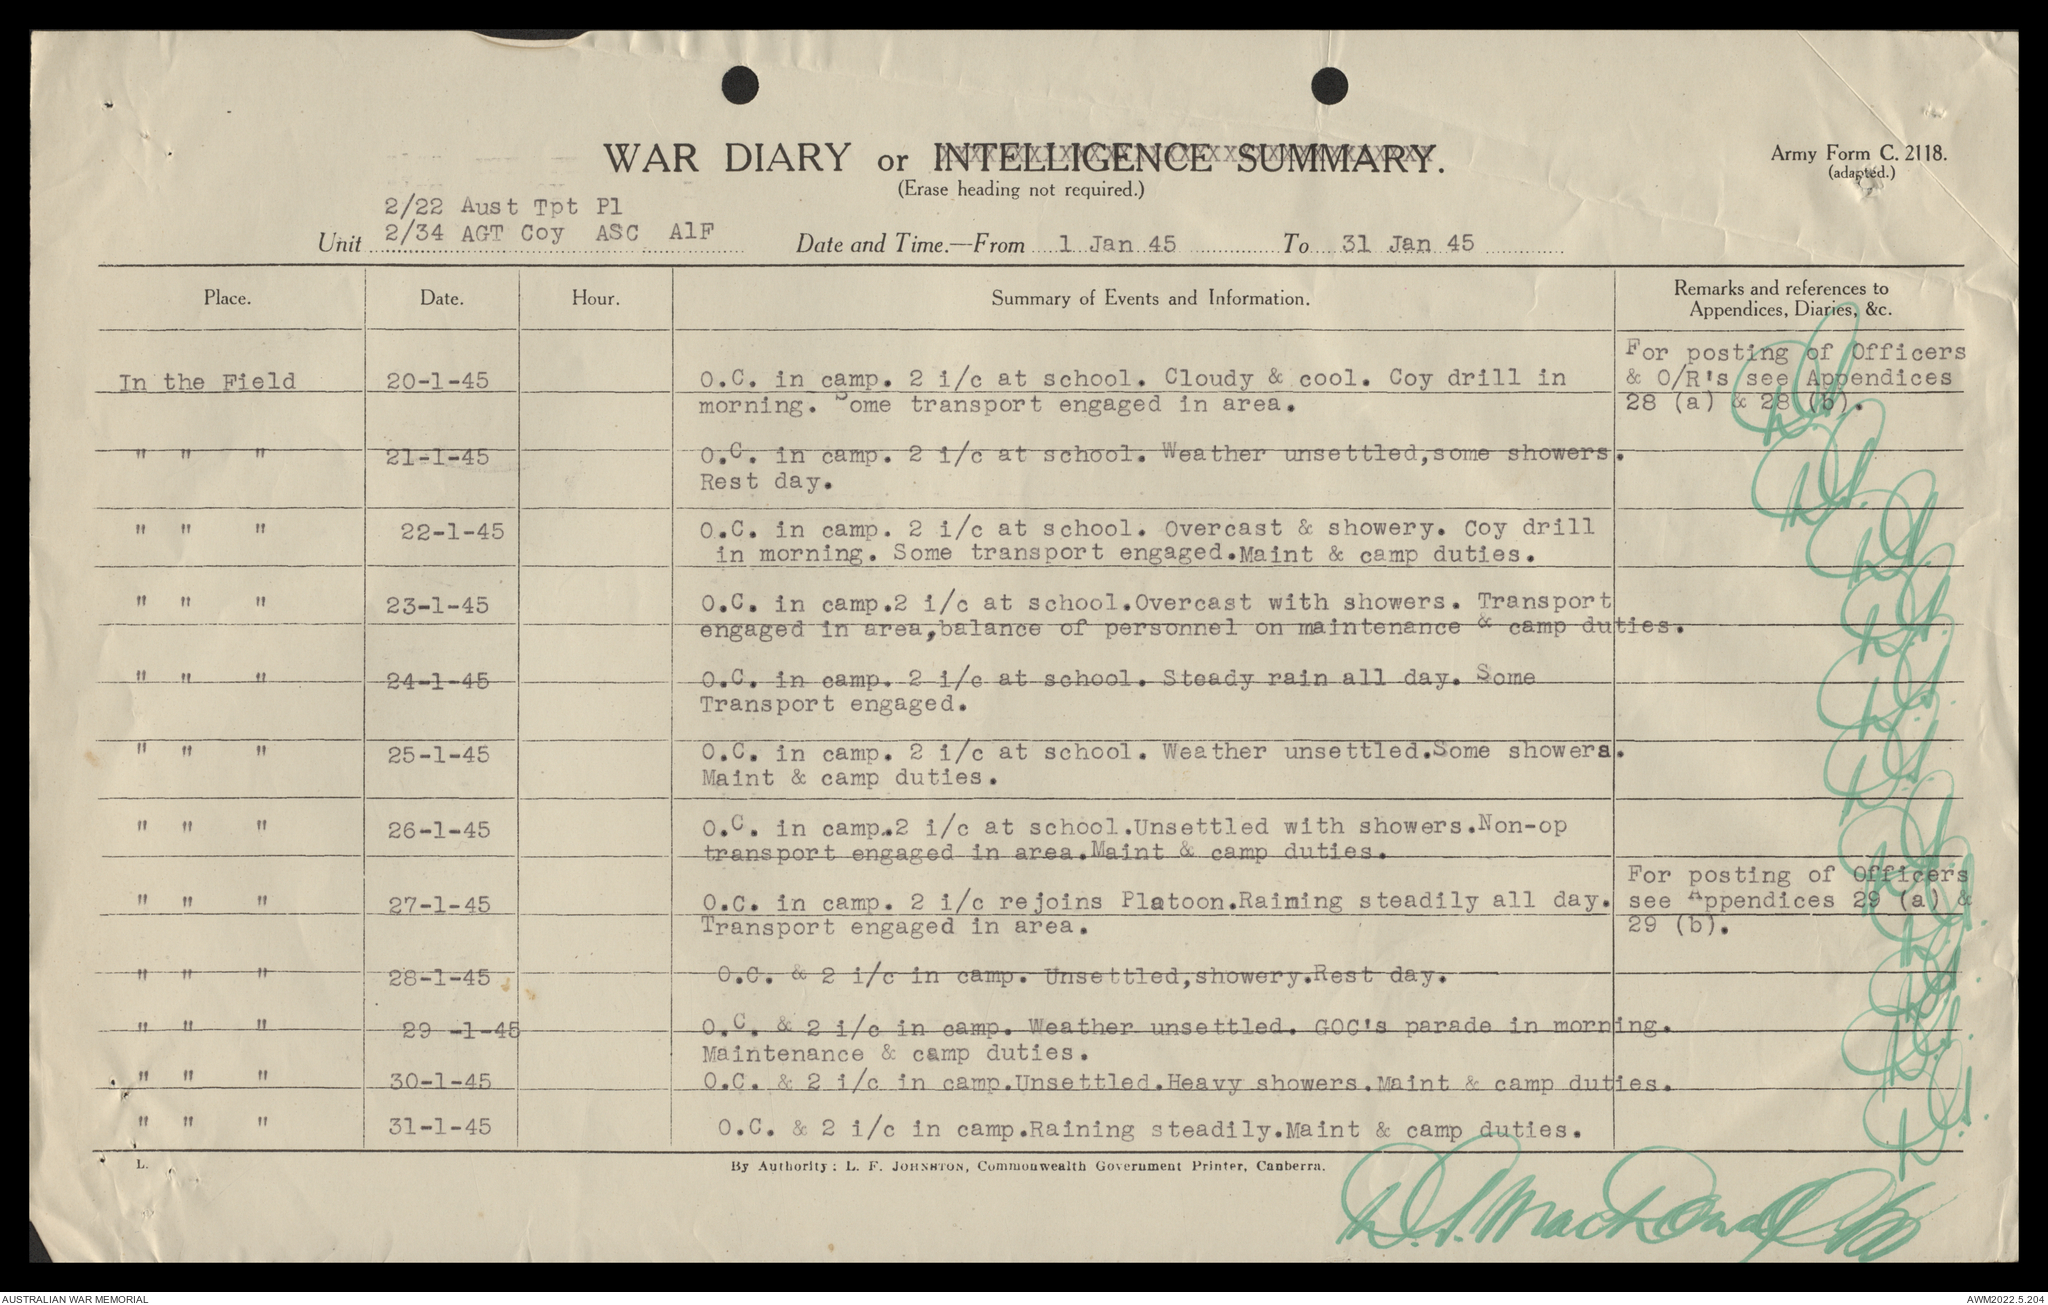 WAR DIARY or INTELLIGENCE SUMMARY.
(Erase heading not required.)
Army Form C. 2118.
(adapted.)
2/22 Aust Tpt Pl
Unit 2/34 AGT Coy ASC AIF Date and Time.—From 1 Jan 45 To 31 Jan 45
Place. Date. Hour. Summary of Events and Information. Remarks and references to
Appendices, Diaries, &c.
In the Field 20-1-45 O.C. in camp. 2 i/c at school. Cloudy & cool. Coy drill in
morning. Some transport engaged in area.
For posting of Officers
& O/R's see Appendices
28 (a) & 28 (b).
" " " 21-1-45 O.C. in camp. 2 i/c at school. Weather unsettled,some showers.
Rest day.
" " " 22-1-45 O.C. in camp. 2 i/c at school. Overcast & showery. Coy drill
in morning. Some transport engaged.Maint & camp duties.
" " " 23-1-45 O.C. in camp.2 i/c at school.Overcast with showers. Transport
engaged in area,balance of personnel on maintenance & camp duties.
" " " 24-1-45 O.C. in camp. 2 i/c at school. Steady rain all day. Some
Transport engaged.
" " " 25-1-45 O.C. in camp. 2 i/c at school. Weather unsettled.Some showers.
Maint & camp duties.
" " " 26-1-45 O.C. in camp.2 i/c at school.Unsettled with showers.Non-op
transport engaged in area.Maint & camp duties.
" " " 27-1-45 O.C. in camp. 2 i/c rejoins Platoon.Raining steadily all day.
Transport engaged in area.
For posting of Officers
see Appendices 29 (a) &
29 (b).
" " " 28-1-45 O.C. & 2 i/c in camp. Unsettled,showery.Rest day.
" " " 29 -1-45 O.C. & 2 i/c in camp. Weather unsettled. GOC's parade in morning.
Maintenance & camp duties.
" " " 30-1-45 O.C. & 2 i/c in camp.Unsettled.Heavy showers.Maint & camp duties.
" " " 31-1-45 O.C. & 2 i/c in camp.Raining steadily.Maint & camp duties.
L. By Authority: L. F. JOHNSTON, Commonwealth Government Printer, Canberra.
AUSTRALIAN WAR MEMORIAL AWM2022.5.204